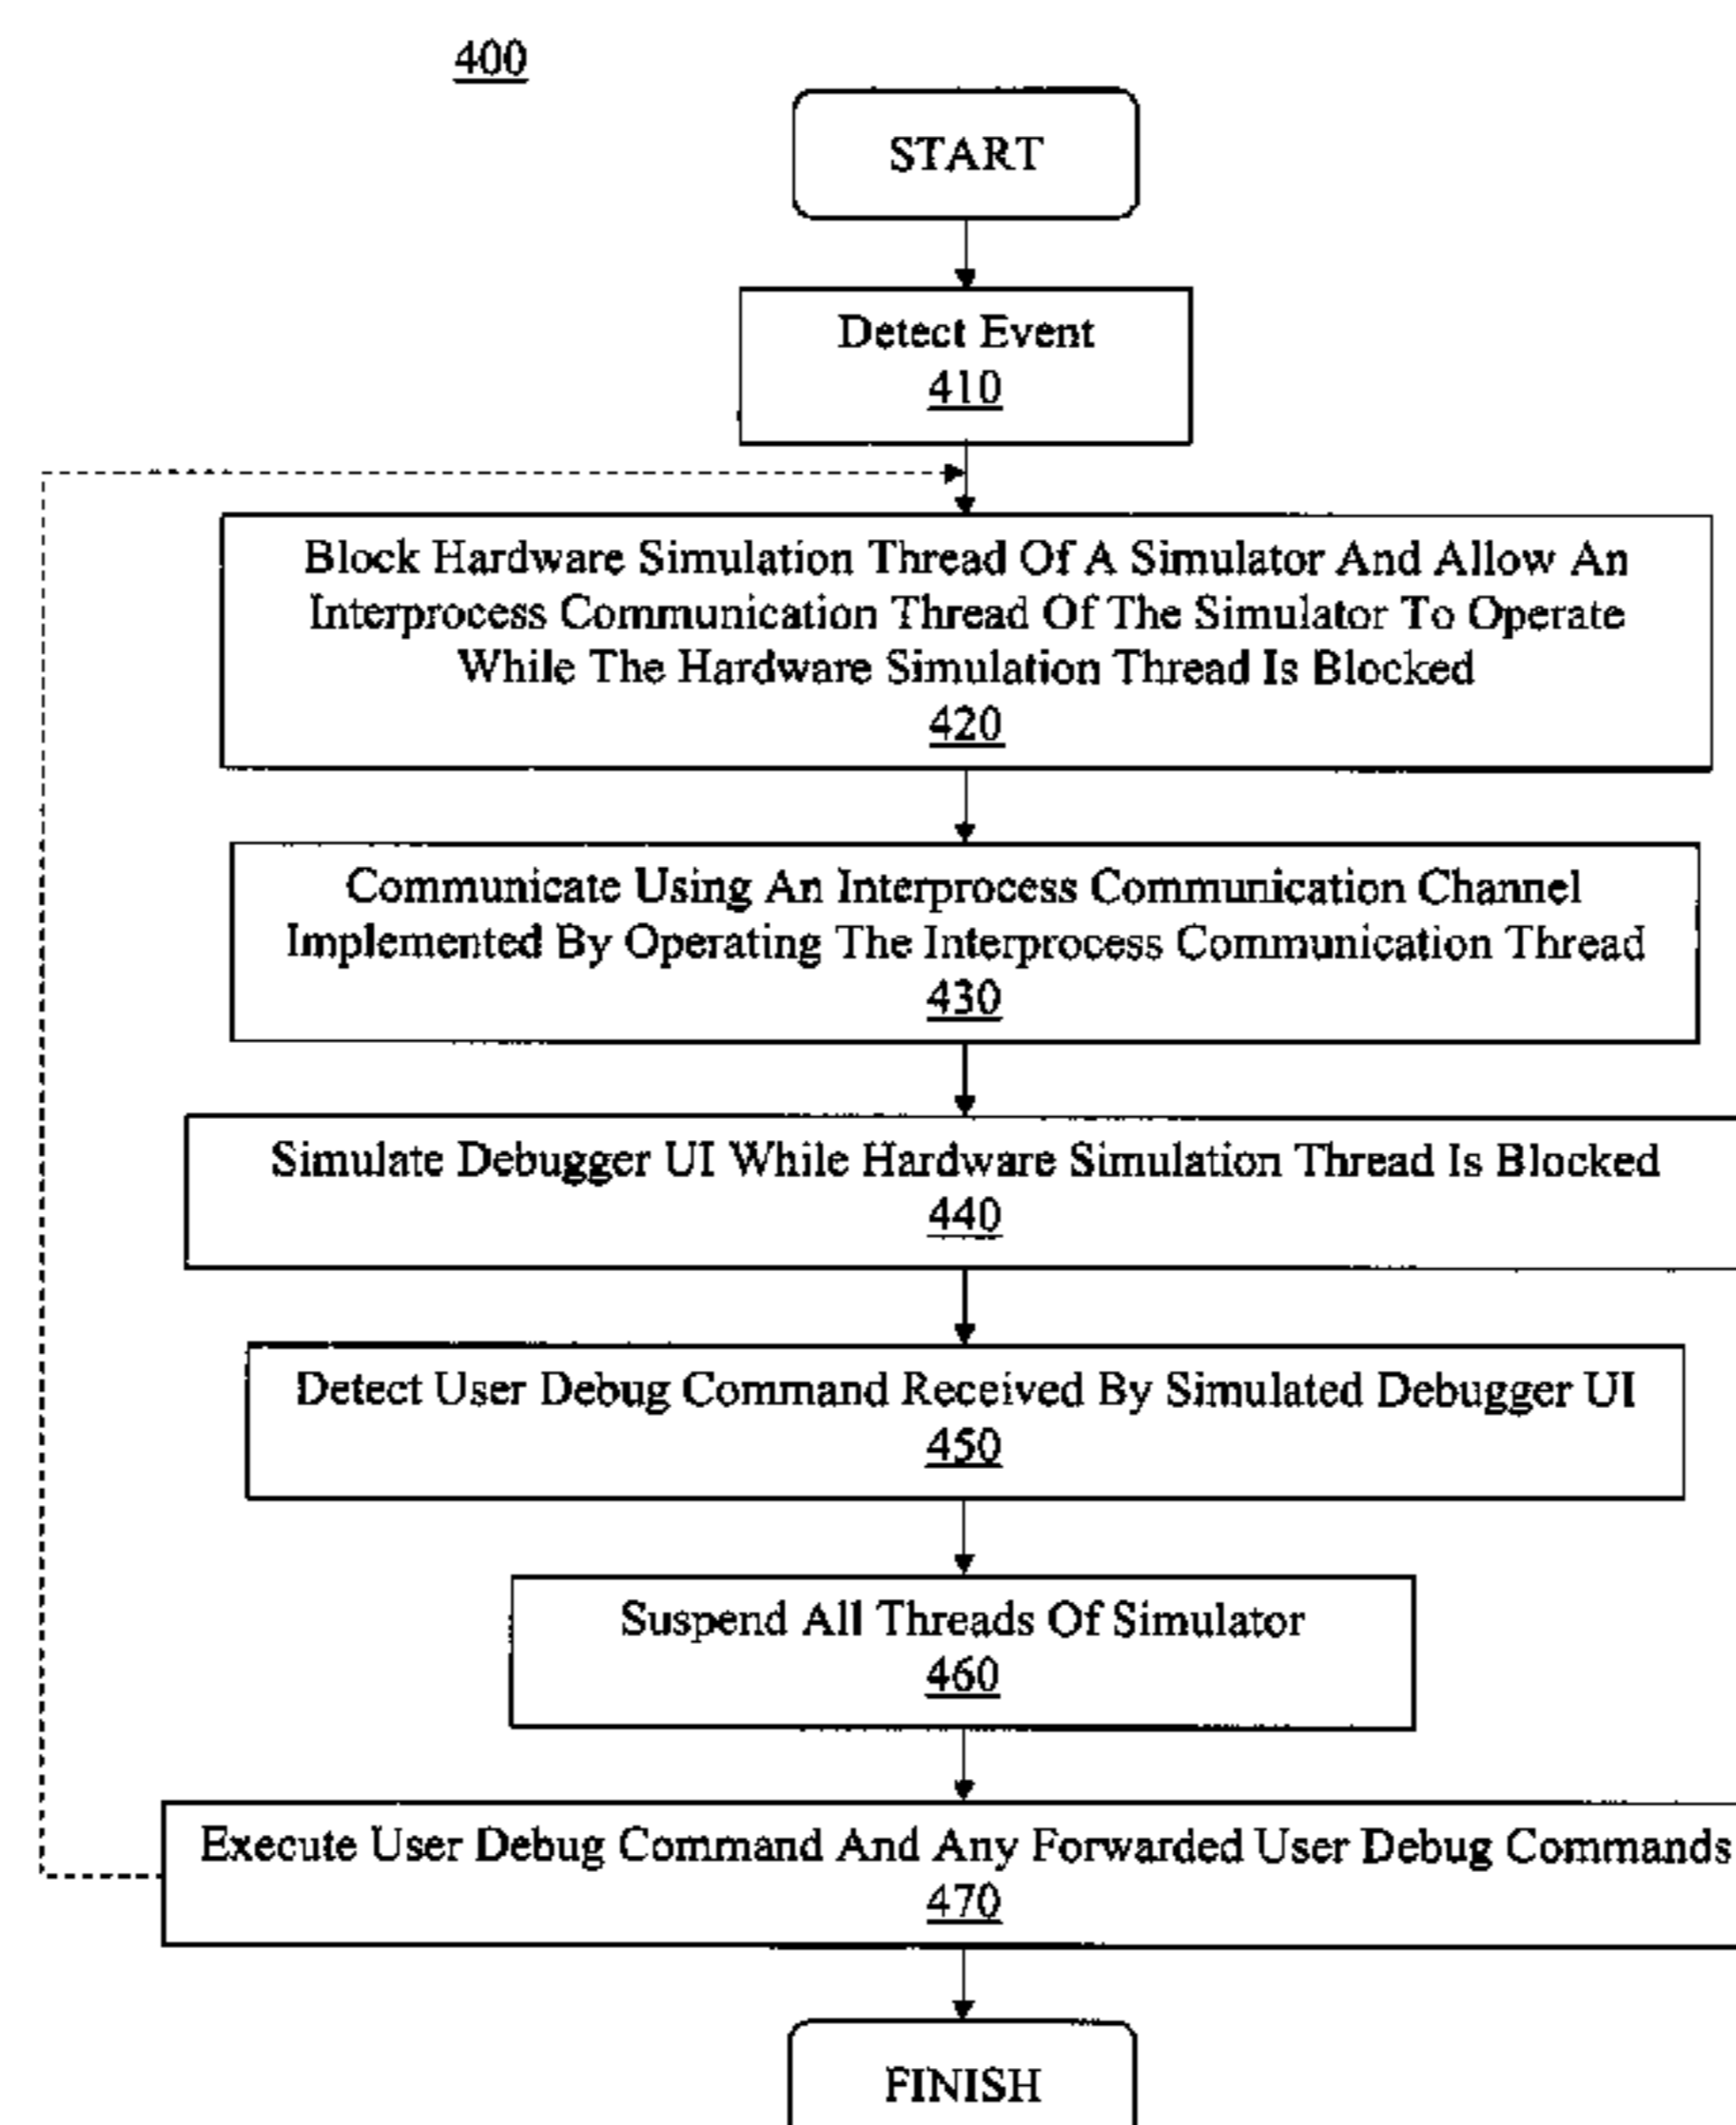 400
START
Detect Event
410
Block Hardware Simulation Thread Of A Simulator And Allow An
Interprocess Communication Thread Of The Simulator To Operate
While The Hardware Simulation Thread Is Blocked
420
Communicate Using An Interprocess Communication Channel
Implemented By Operating The Interprocess Communication Thread
430
Simulate Debugger UI While Hardware Simulation Thread Is Blocked
440
Detect User Debug Command Received By Simulated Debugger UI
450
Suspend All Threads Of Simulator
460
Execute User Debug Command And Any Forwarded User Debug Commands
470
FINISH